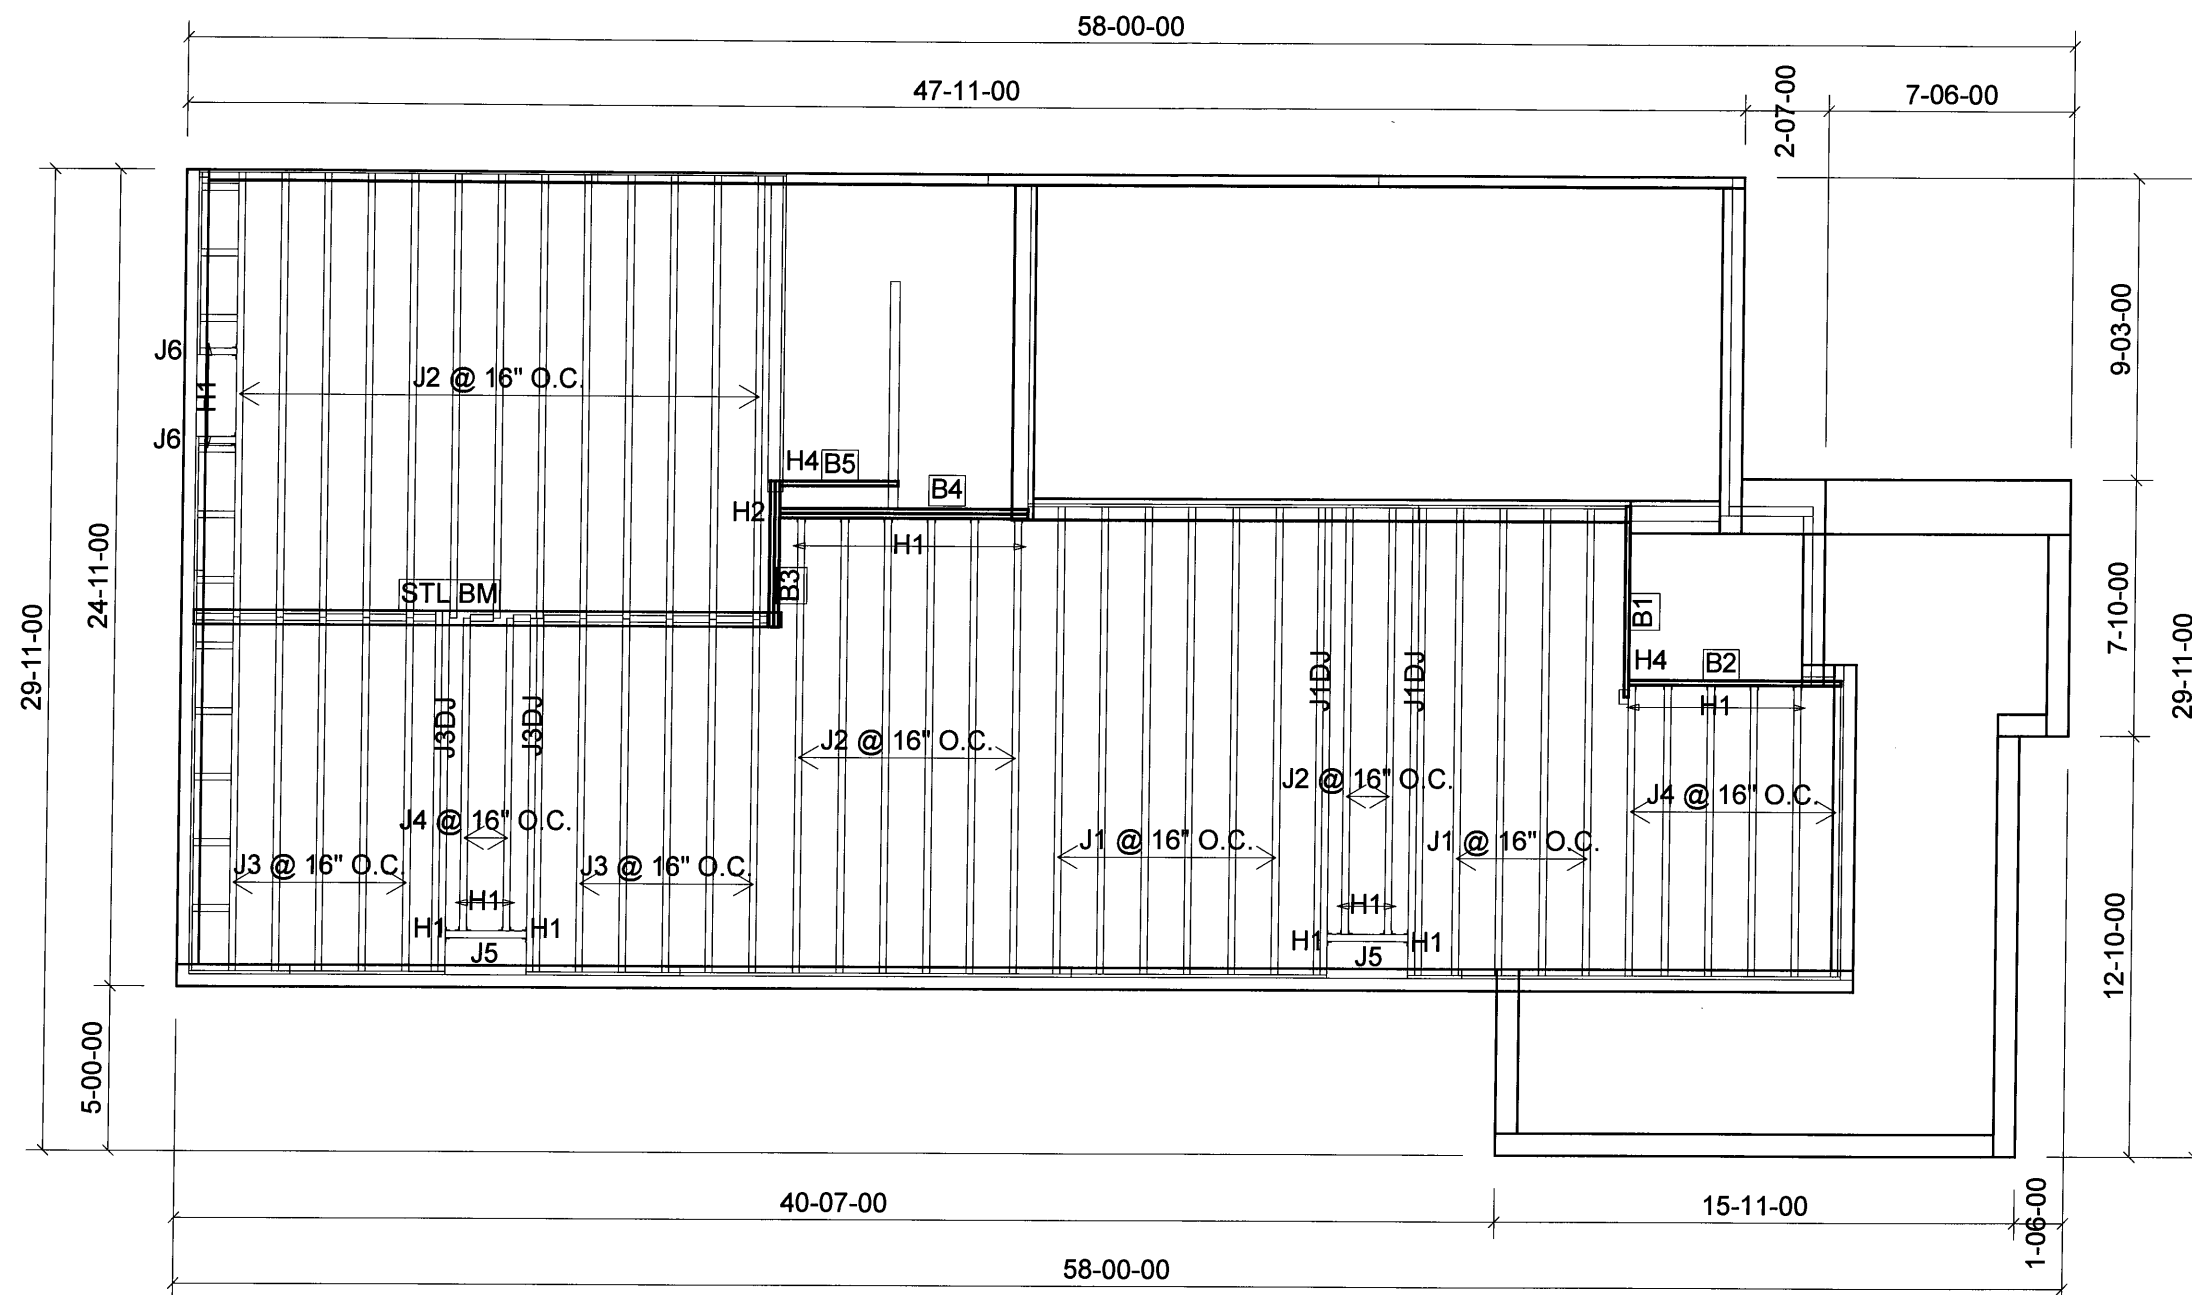 58-00-00
47-11-00
2-07-00
7-06-00
29-11-00
24-11-00
5-00-00
9-03-00
7-10-00
12-10-00
29-11-00
J6
H1
J6
J2 @ 16" O.C.
H4 B5
B4
H2
H1
B3
STL BM
B1
H4 B2
H1
J3DJ
J3DJ
J1DJ
J1DJ
J2 @ 16" O.C.
J2 @ 16" O.C.
J4 @ 16" O.C.
J4 @ 16" O.C.
J1 @ 16" O.C.
J1 @ 16" O.C.
J3 @ 16" O.C.
J3 @ 16" O.C.
H1
H1
H1 H1
H1 H1
J5
J5
40-07-00
15-11-00
1-06-00
58-00-00